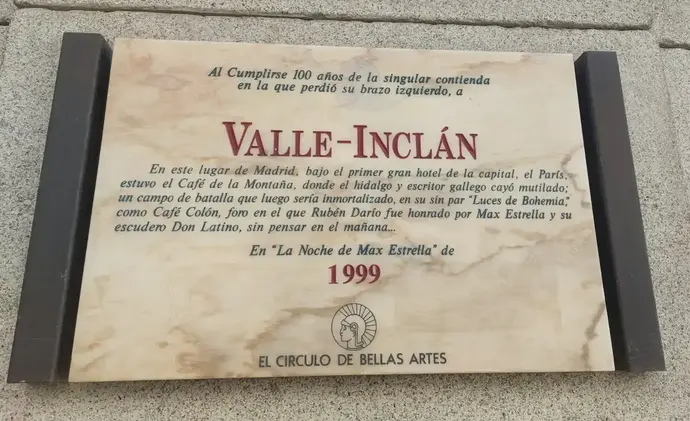 Al Cumplirse 100 años de la singular contienda
en la que perdió su brazo izquierdo, a
VALLE-INCLÁN
En este lugar de Madrid, bajo el primer gran hotel de la capital, el París,
estuvo el Café de la Montaña, donde el hidalgo y escritor gallego cayó mutilado;
un campo de batalla que luego sería inmortalizado, en su sin par "Luces de Bohemia,"
como Café Colón, foro en el que Rubén Darío fue honrado por Max Estrella y su
escudero Don Latino, sin pensar en el mañana...
En "La Noche de Max Estrella" de
1999
EL CIRCULO DE BELLAS ARTES